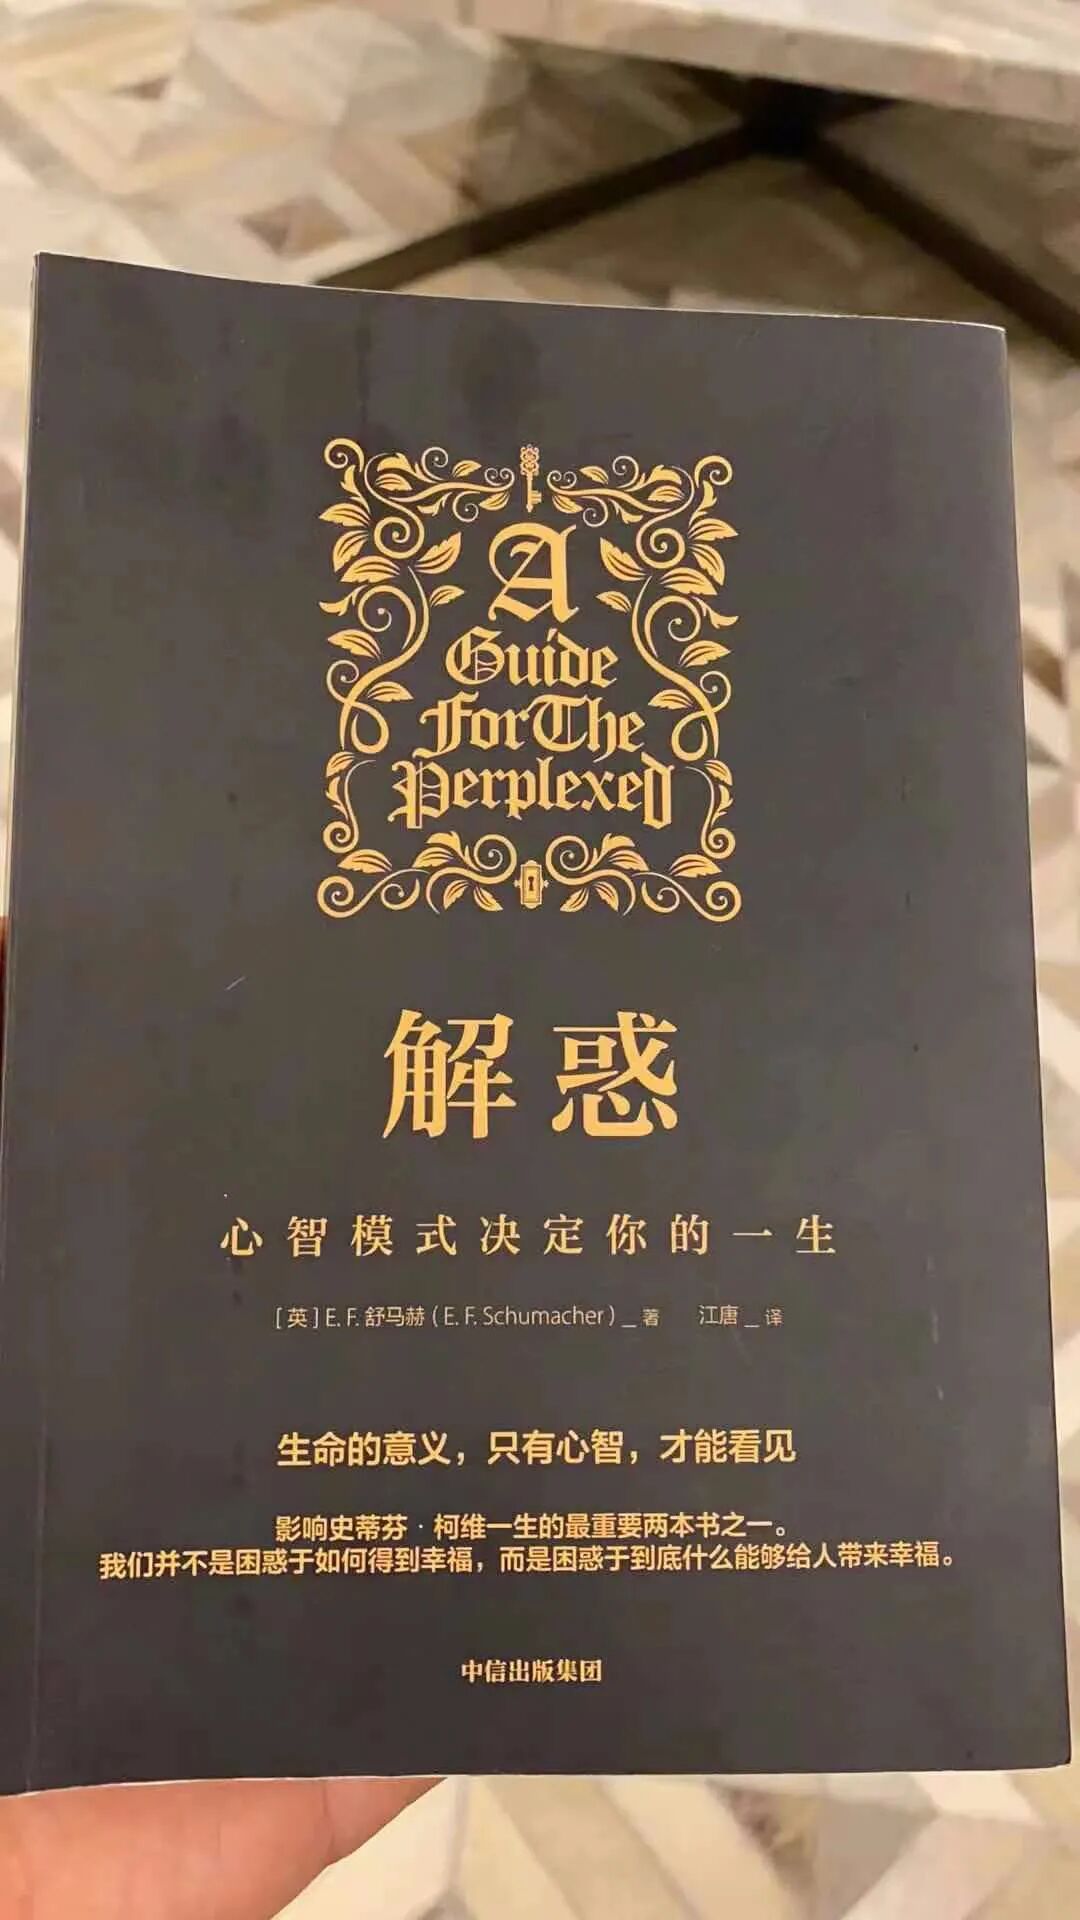 A
Guide
For The
Perplexed
解惑
心智模式决定你的一生
[英] E. F. 舒马赫 ( E. F. Schumacher ) _ 著 江唐 _ 译
生命的意义，只有心智，才能看见
影响史蒂芬·柯维一生的最重要两本书之一。
我们并不是困惑于如何得到幸福，而是困惑于到底什么能够给人带来幸福。
中信出版集团